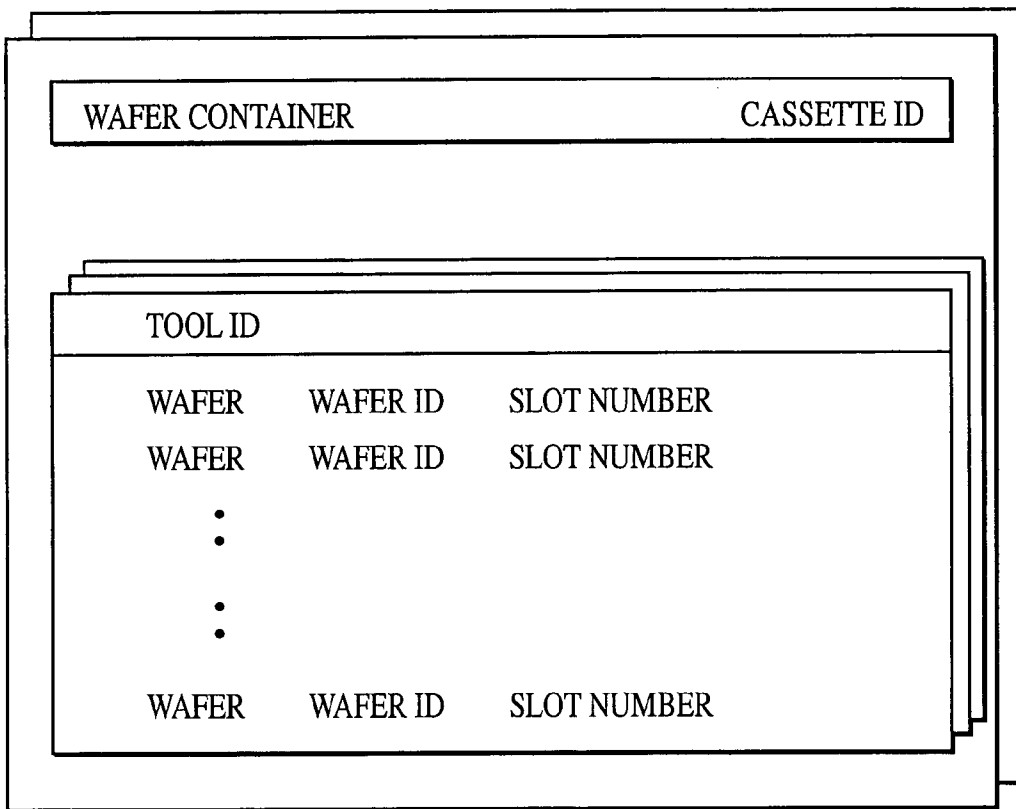 WAFER CONTAINER CASSETTE ID
TOOL ID
WAFER WAFER ID SLOT NUMBER
WAFER WAFER ID SLOT NUMBER
WAFER WAFER ID SLOT NUMBER